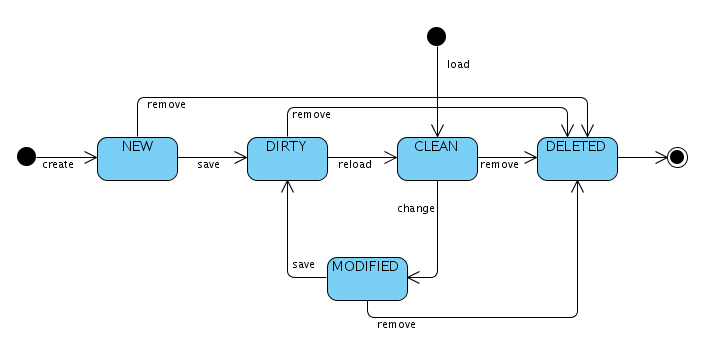 load
remove
remove
NEW
DIRTY
CLEAN
DELETED
create
save
reload
remove
change
save
MODIFIED
remove